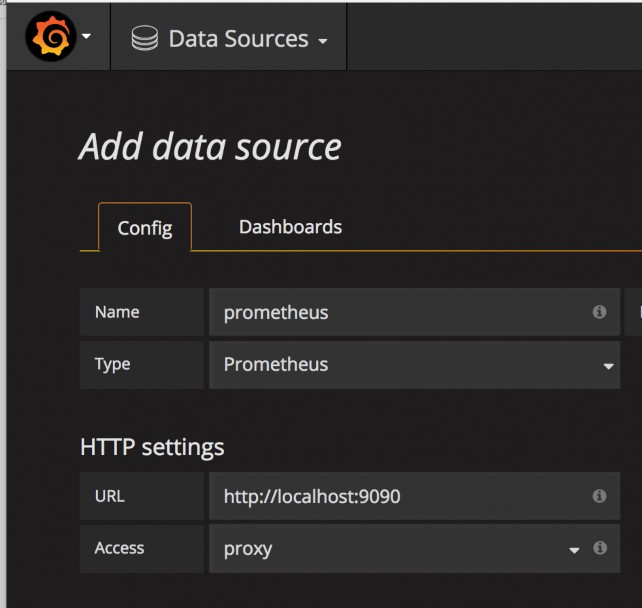 Data Sources
Add data source
Config Dashboards
Name prometheus
Type Prometheus
HTTP settings
URL http://localhost:9090
Access proxy